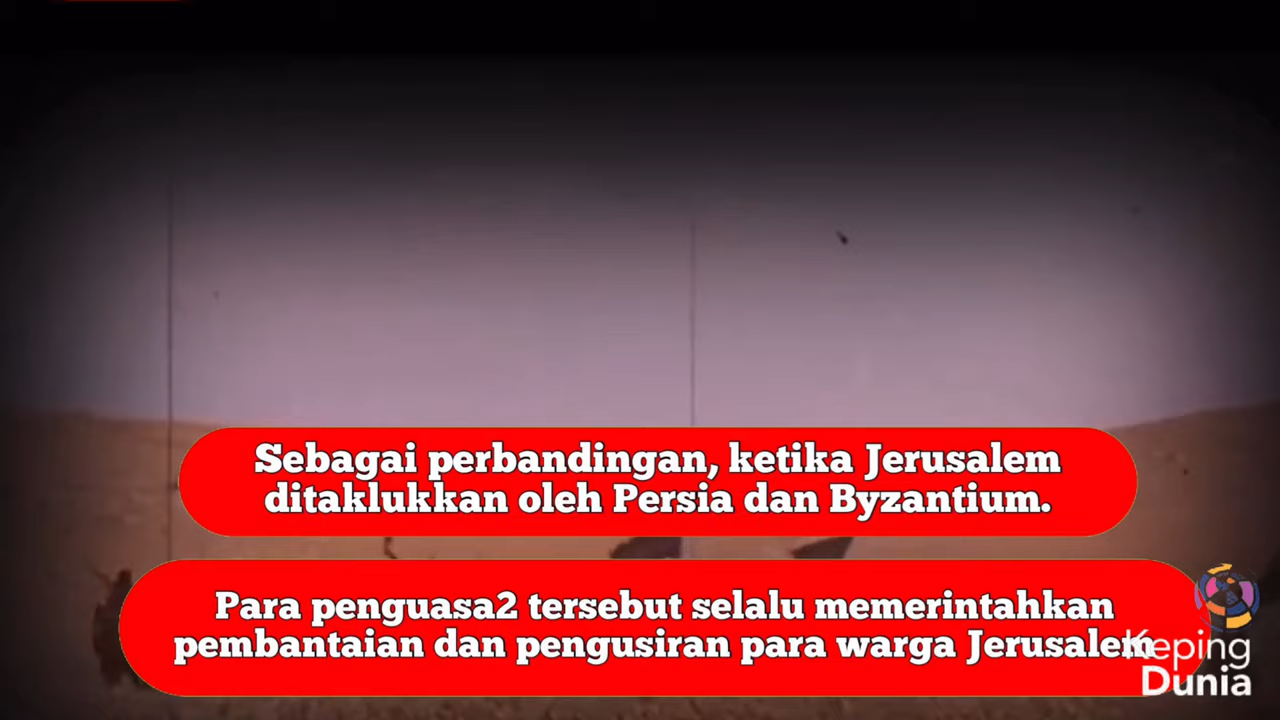 Sebagai perbandingan, ketika Jerusalem
ditaklukkan oleh Persia dan Byzantium.
Para penguasa2 tersebut selalu memerintahkan
pembantaian dan pengusiran para warga Jerusalem
Keping
Dunia